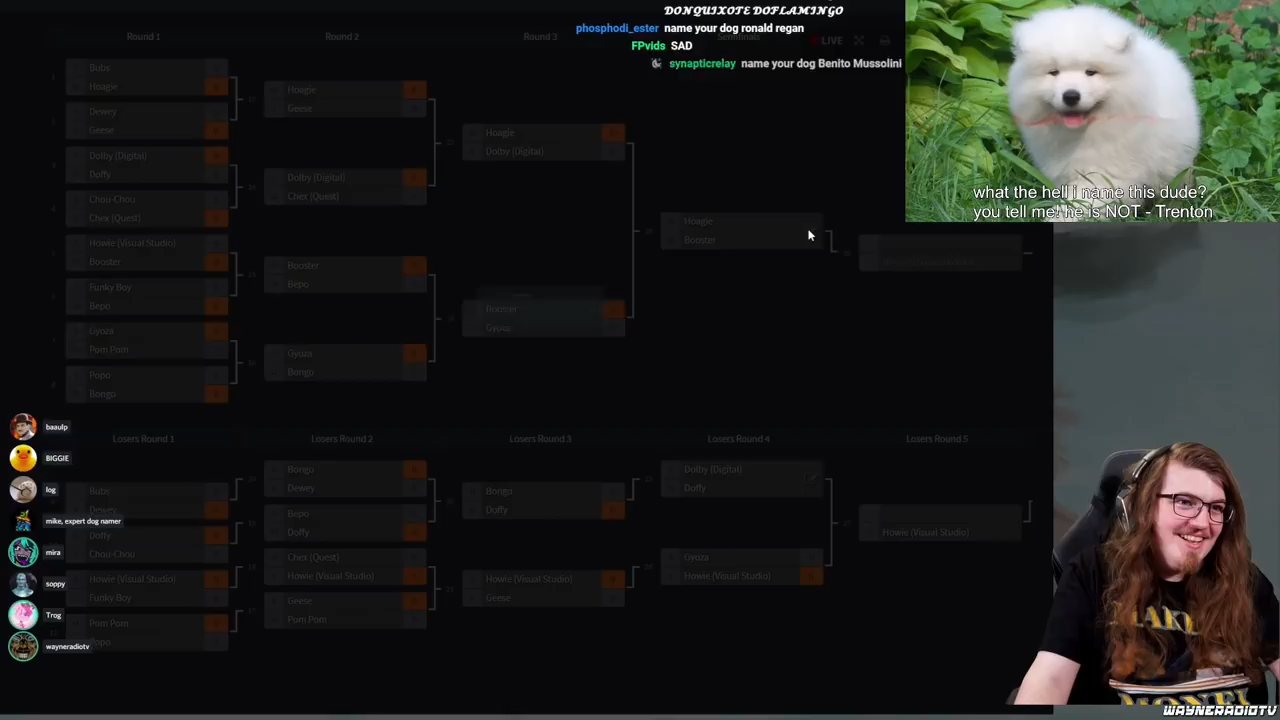 DONQUIXOTE DOFLAMINGO
phosphodi_ester name your dog ronald regan
FPvids SAD
synapticrelay name your dog Benito Mussolini
LIVE
what the hell i name this dude?
you tell me! he is NOT - Trenton
Round 1
Round 2
Round 3
Semifinals
Bubs
Hoagie
Dewey
Geese
Dolby (Digital)
Doffy
Chou-Chou
Chex (Quest)
Howie (Visual Studio)
Booster
Funky Boy
Bepo
Gyoza
Pom Pom
Popo
Bongo
Hoagie
Geese
Dolby (Digital)
Chex (Quest)
Booster
Bepo
Gyoza
Bongo
Hoagie
Dolby (Digital)
Booster
Gyoza
Hoagie
Booster
Losers Round 1
Losers Round 2
Losers Round 3
Losers Round 4
Losers Round 5
Bubs
Dewey
Doffy
Chou-Chou
Howie (Visual Studio)
Funky Boy
Pom Pom
Popo
Bongo
Dewey
Bepo
Doffy
Chex (Quest)
Howie (Visual Studio)
Geese
Pom Pom
Bongo
Doffy
Howie (Visual Studio)
Geese
Dolby (Digital)
Doffy
Gyoza
Howie (Visual Studio)
Howie (Visual Studio)
baaulp
BIGGIE
log
mike, expert dog namer
mira
soppy
Trog
wayneradiotv
MAKE
MONEY
WAYNERADIOTV